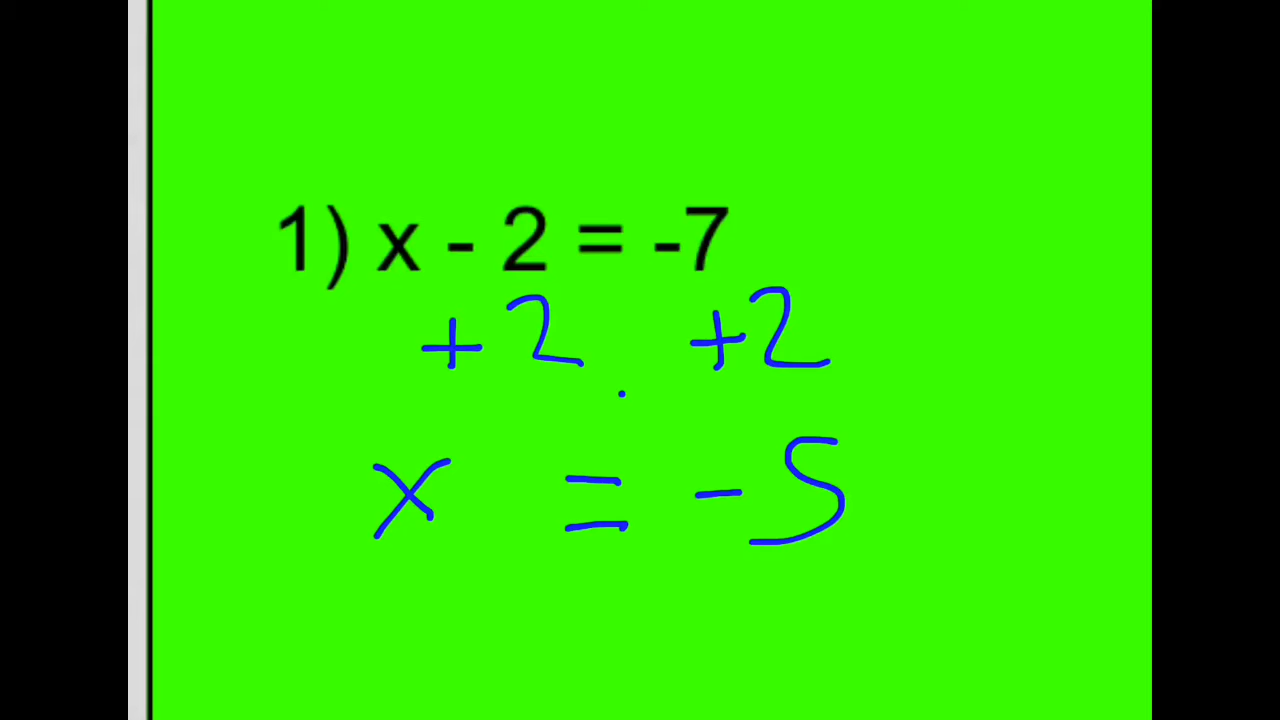 1) x - 2 = -7
+ 2 +2
x = -5